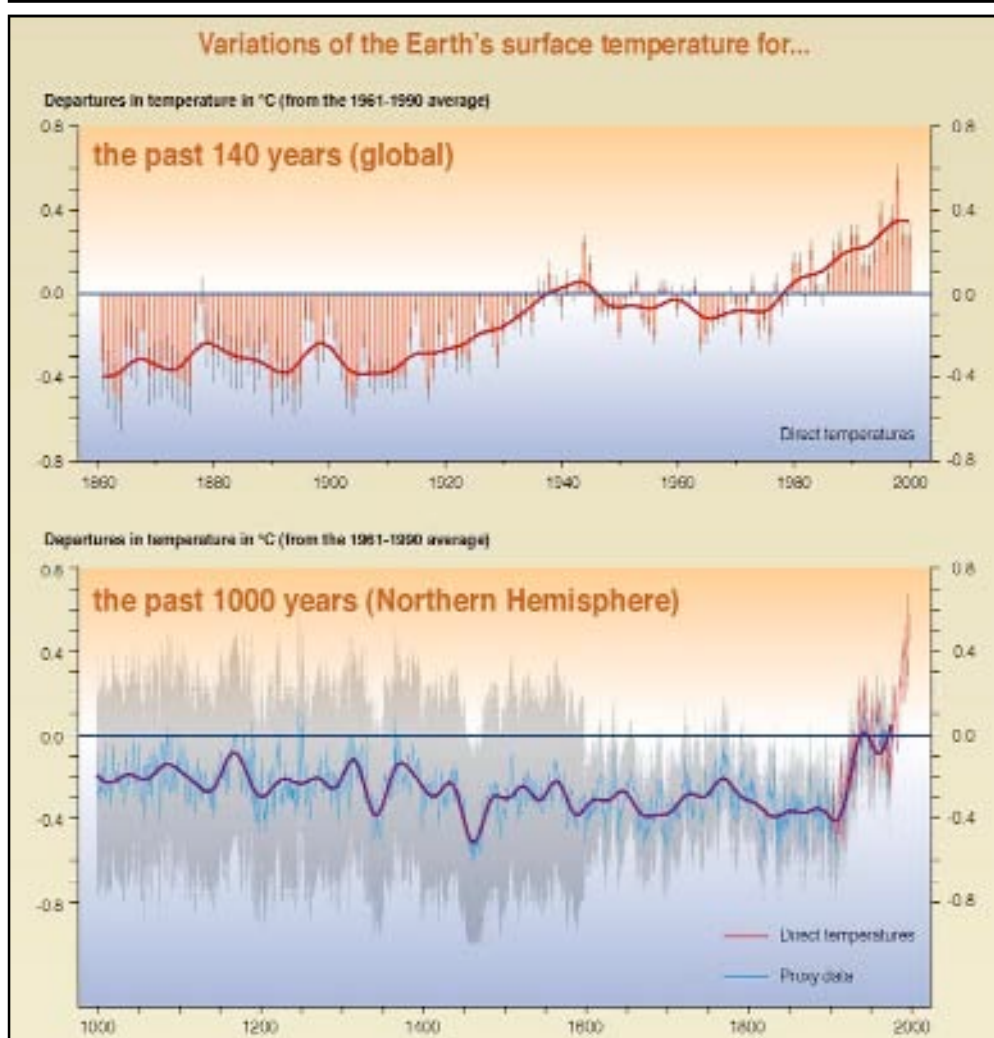 Variations of the Earth's surface temperature for...
Departures in temperature in °C (from the 1961-1990 average)
the past 140 years (global)
0.8 0.8
0.4 0.4
0.0 0.0
-0.4 -0.4
-0.8 -0.8
Direct temperatures
1860 1880 1900 1920 1940 1960 1980 2000
Departures in temperature in °C (from the 1961-1990 average)
the past 1000 years (Northern Hemisphere)
0.8 0.8
0.4 0.4
0.0 0.0
-0.4 -0.4
-0.8 -0.8
Direct temperatures
Proxy data
1000 1200 1400 1600 1800 2000